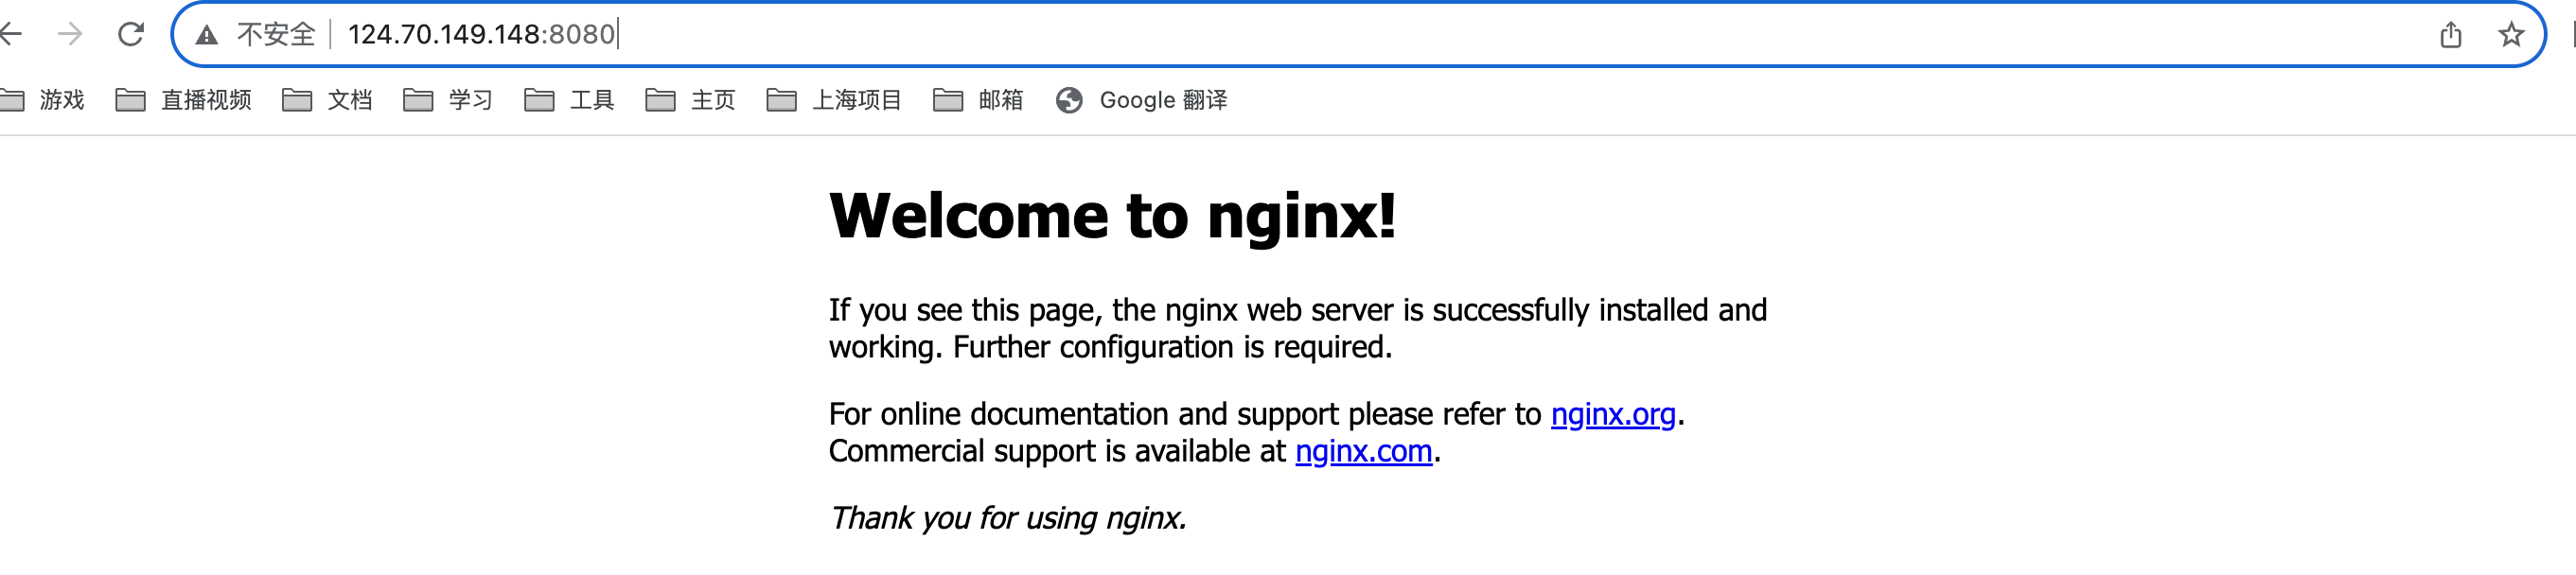 不安全 124.70.149.148:8080
游戏 直播视频 文档 学习 工具 主页 上海项目 邮箱 Google 翻译
Welcome to nginx!
If you see this page, the nginx web server is successfully installed and
working. Further configuration is required.
For online documentation and support please refer to nginx.org.
Commercial support is available at nginx.com.
Thank you for using nginx.